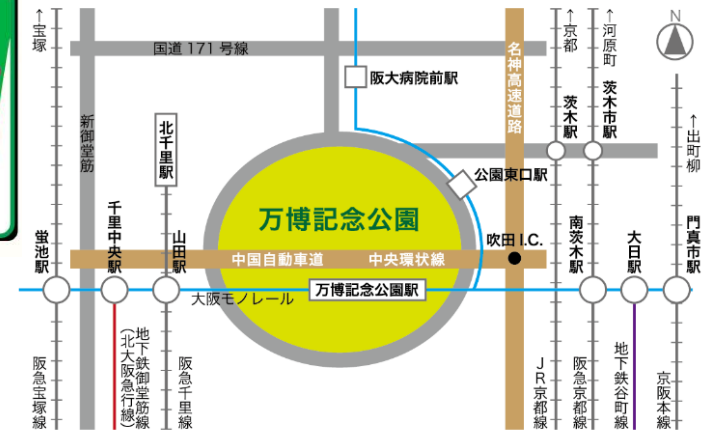 ↑宝塚
国道171号線
名神高速道路
↑京都
↑河原町
N
阪大病院前駅
茨木駅
茨木市駅
↑出町柳
新御堂筋
北千里駅
公園東口駅
万博記念公園
蛍池駅
千里中央駅
山田駅
中国自動車道
中央環状線
吹田I.C.
南茨木駅
大日駅
門真市駅
大阪モノレール
万博記念公園駅
阪急宝塚線
地下鉄御堂筋線
(北大阪急行線)
阪急千里線
JR京都線
阪急京都線
地下鉄谷町線
京阪本線